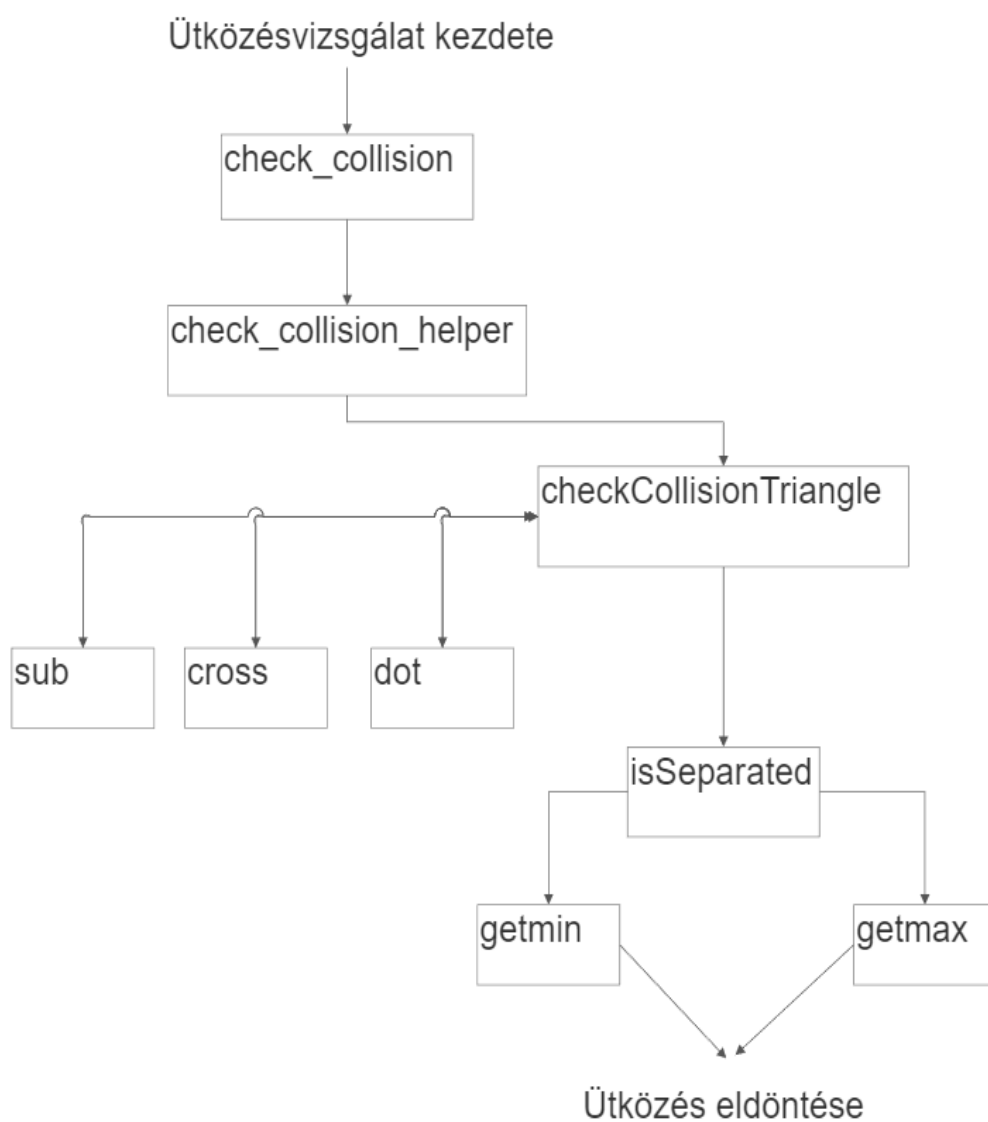 Ütközésvizsgálat kezdete
check_collision
check_collision_helper
checkCollisionTriangle
sub
cross
dot
isSeparated
getmin
getmax
Ütközés eldöntése